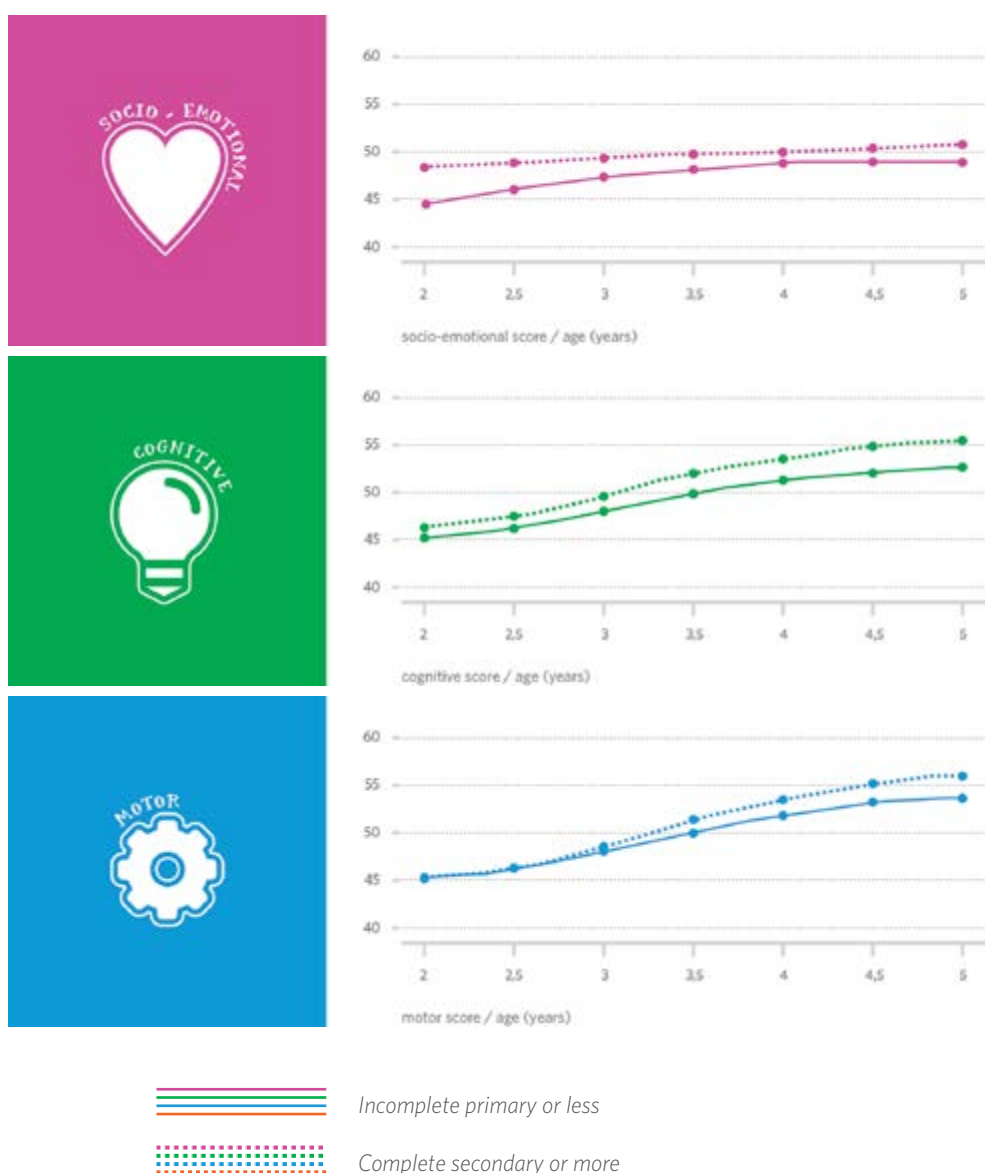 SOCIO - EMOTIONAL
60
55
50
45
40
2 2,5 3 3,5 4 4,5 5
socio-emotional score / age (years)
COGNITIVE
60
55
50
45
40
2 2,5 3 3,5 4 4,5 5
cognitive score / age (years)
MOTOR
60
55
50
45
40
2 2,5 3 3,5 4 4,5 5
motor score / age (years)
Incomplete primary or less
Complete secondary or more